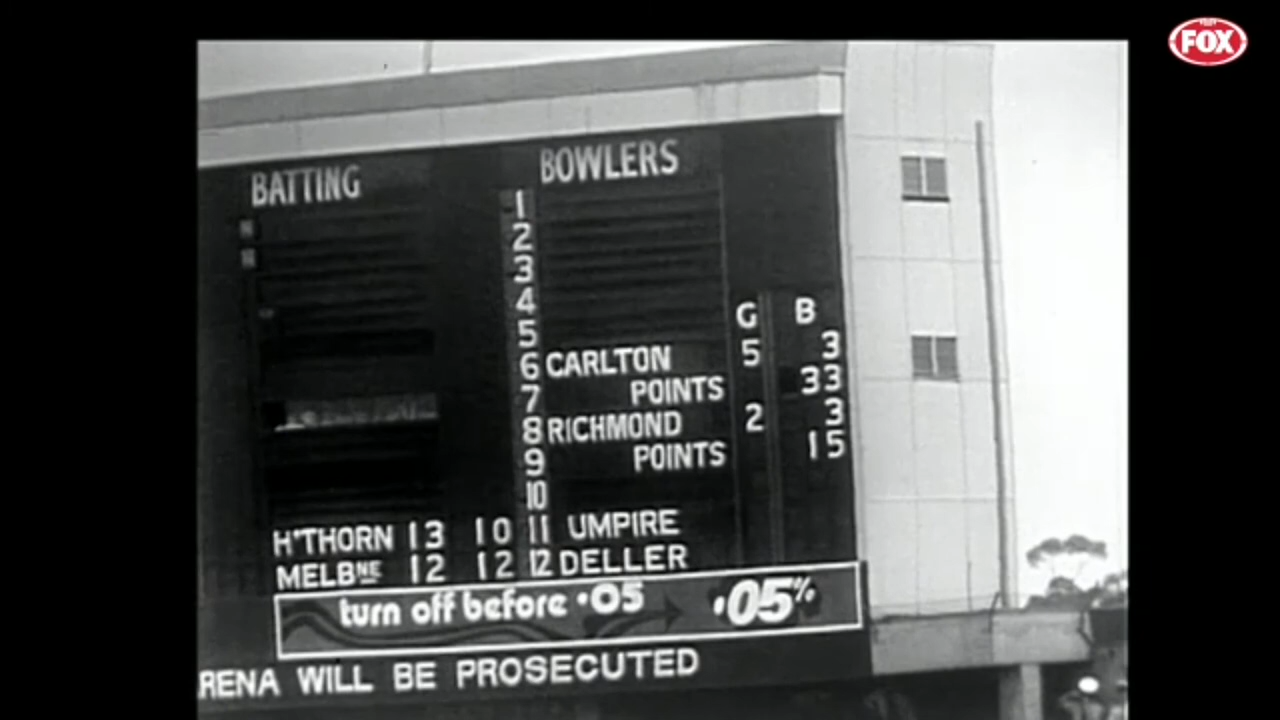 FOX
BATTING
BOWLERS
1
2
3
4
G B
5
6 CARLTON 5 3
7 POINTS 33
8 RICHMOND 2 3
9 POINTS 15
10
H'THORN 13 10 11 UMPIRE
MELBNE 12 12 12 DELLER
turn off before •05 •05%
RENA WILL BE PROSECUTED